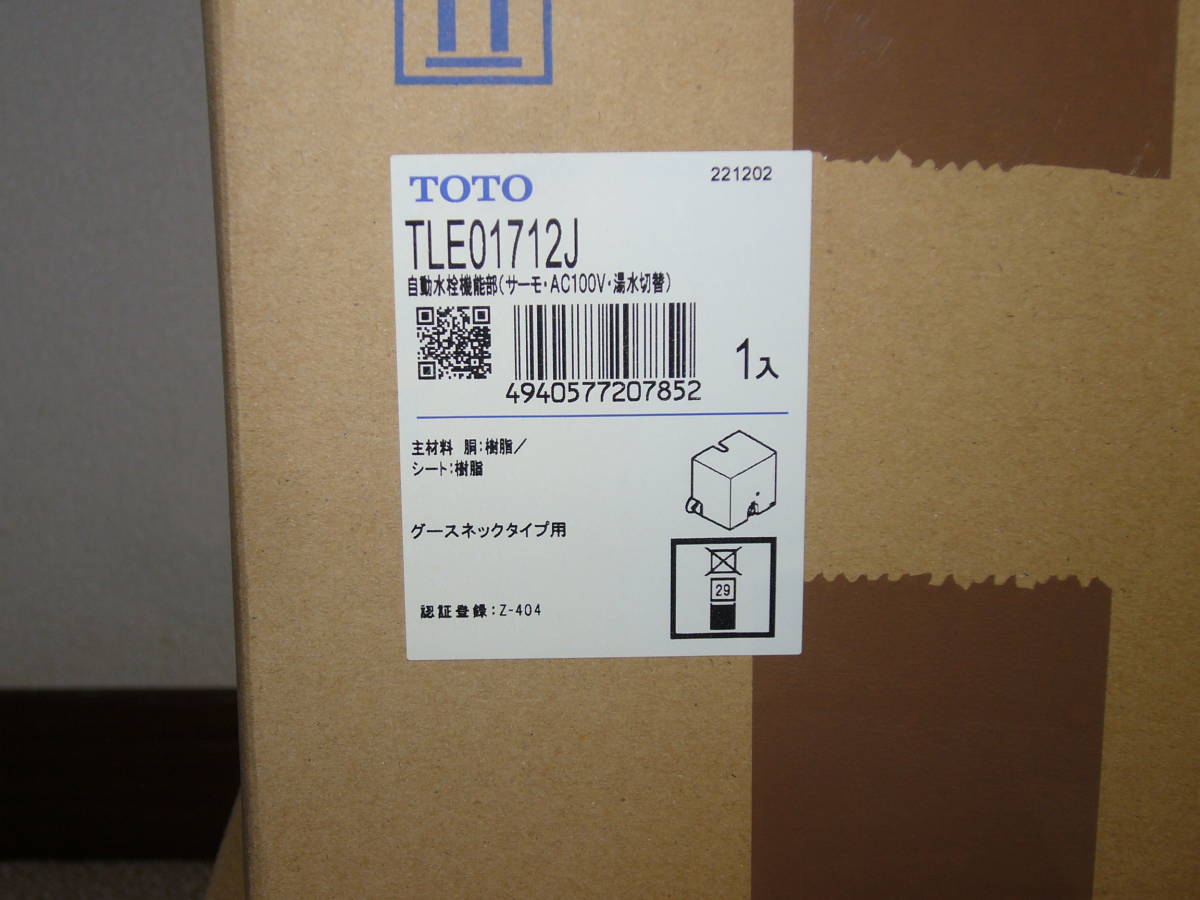 TOTO
221202
TLE01712J
自動水栓機能部(サーモ・AC100V・湯水切替)
4940577207852
1入
主材料 胴:樹脂/
シート:樹脂
グースネックタイプ用
29
認証登録:Z-404